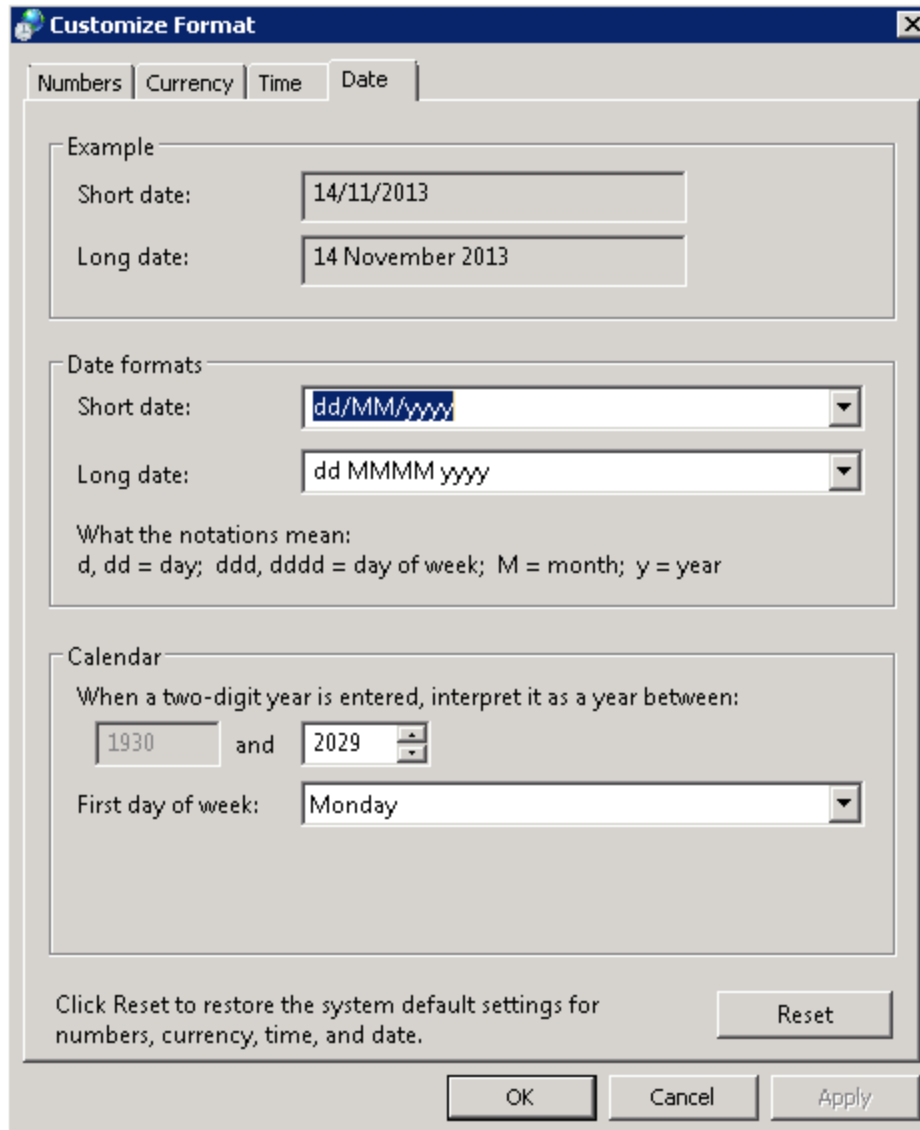 Customize Format
Numbers Currency Time Date
Example
Short date: 14/11/2013
Long date: 14 November 2013
Date formats
Short date: dd/MM/yyyy
Long date: dd MMMM yyyy
What the notations mean:
d, dd = day;  ddd, dddd = day of week;  M = month;  y = year
Calendar
When a two-digit year is entered, interpret it as a year between:
1930 and 2029
First day of week: Monday
Click Reset to restore the system default settings for
numbers, currency, time, and date.
Reset
OK Cancel Apply